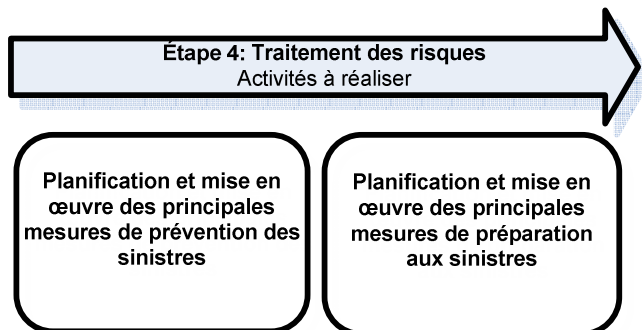 Étape 4: Traitement des risques
Activités à réaliser
Planification et mise en
œuvre des principales
mesures de prévention des
sinistres
Planification et mise en
œuvre des principales
mesures de préparation
aux sinistres